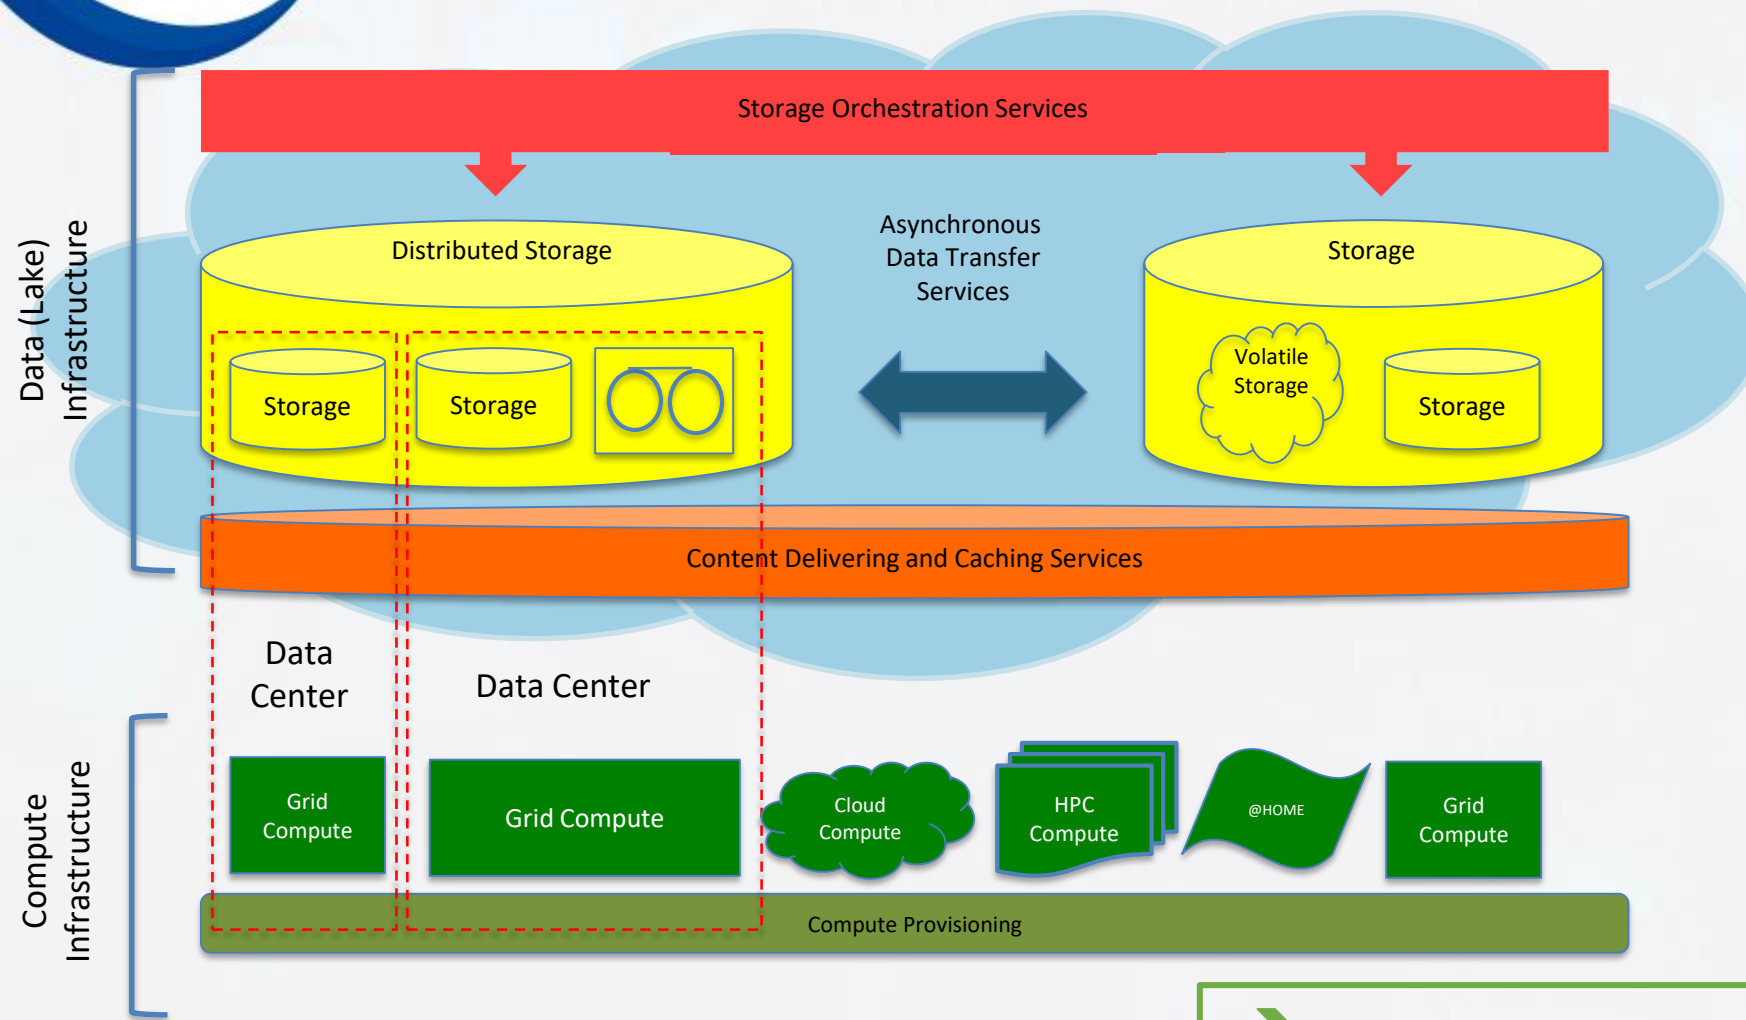 Storage Orchestration Services
Data (Lake)
Infrastructure
Distributed Storage
Asynchronous
Data Transfer
Services
Storage
Storage
Storage
Volatile
Storage
Storage
Content Delivering and Caching Services
Data
Center
Data Center
Compute
Infrastructure
Grid
Compute
Grid Compute
Cloud
Compute
HPC
Compute
@HOME
Grid
Compute
Compute Provisioning